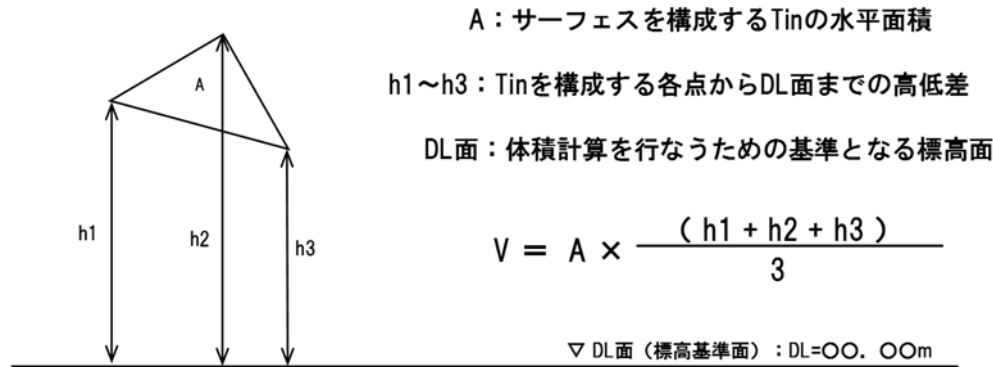 A：サーフェスを構成するTinの水平面積
A
h1～h3：Tinを構成する各点からDL面までの高低差
DL面：体積計算を行なうための基準となる標高面
h1
h2
h3
V = A × ( h1 + h2 + h3 )
3
▽ DL面（標高基準面）：DL=〇〇．〇〇m